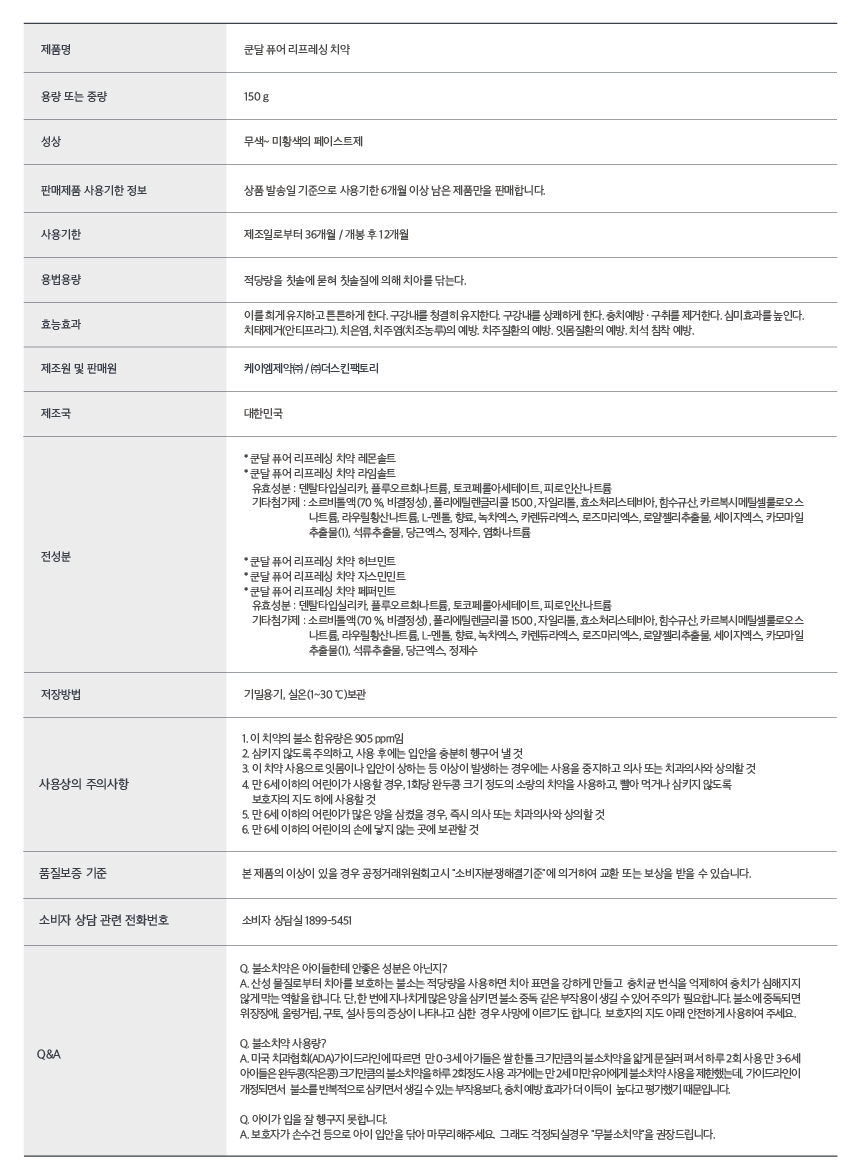 제품명
쿤달 퓨어 리프레싱 치약
용량 또는 중량
150 g
성상
무색~ 미황색의 페이스트제
판매제품 사용기한 정보
상품 발송일 기준으로 사용기한 6개월 이상 남은 제품만을 판매합니다.
사용기한
제조일로부터 36개월 / 개봉 후 12개월
용법용량
적당량을 칫솔에 묻혀 칫솔질에 의해 치아를 닦는다.
효능효과
이를 희게 유지하고 튼튼하게 한다. 구강내를 청결히 유지한다. 구강내를 상쾌하게 한다. 충치예방 · 구취를 제거한다. 심미효과를 높인다.
치태제거(안티프라그). 치은염, 치주염(치조농루)의 예방. 치주질환의 예방. 잇몸질환의 예방. 치석 침착 예방.
제조원 및 판매원
케이엠제약㈜ / ㈜더스킨팩토리
제조국
대한민국
전성분
* 쿤달 퓨어 리프레싱 치약 레몬솔트
* 쿤달 퓨어 리프레싱 치약 라임솔트
유효성분 : 덴탈타입실리카, 플루오르화나트륨, 토코페롤아세테이트, 피로인산나트륨
기타첨가제 : 소르비톨액(70 %, 비결정성) , 폴리에틸렌글리콜 1500 , 자일리톨, 효소처리스테비아, 함수규산, 카르복시메틸셀룰로오스
나트륨, 라우릴황산나트륨, L-멘톨, 향료, 녹차엑스, 카렌듀라엑스, 로즈마리엑스, 로얄젤리추출물, 세이지엑스, 카모마일
추출물(1), 석류추출물, 당근엑스, 정제수, 염화나트륨
* 쿤달 퓨어 리프레싱 치약 허브민트
* 쿤달 퓨어 리프레싱 치약 자스민민트
* 쿤달 퓨어 리프레싱 치약 페퍼민트
유효성분 : 덴탈타입실리카, 플루오르화나트륨, 토코페롤아세테이트, 피로인산나트륨
기타첨가제 : 소르비톨액(70 %, 비결정성) , 폴리에틸렌글리콜 1500 , 자일리톨, 효소처리스테비아, 함수규산, 카르복시메틸셀룰로오스
나트륨, 라우릴황산나트륨, L-멘톨, 향료, 녹차엑스, 카렌듀라엑스, 로즈마리엑스, 로얄젤리추출물, 세이지엑스, 카모마일
추출물(1), 석류추출물, 당근엑스, 정제수
저장방법
기밀용기, 실온(1~30 ℃)보관
사용상의 주의사항
1. 이 치약의 불소 함유량은 905 ppm임
2. 삼키지 않도록 주의하고, 사용 후에는 입안을 충분히 헹구어 낼 것
3. 이 치약 사용으로 잇몸이나 입안이 상하는 등 이상이 발생하는 경우에는 사용을 중지하고 의사 또는 치과의사와 상의할 것
4. 만 6세 이하의 어린이가 사용할 경우, 1회당 완두콩 크기 정도의 소량의 치약을 사용하고, 빨아 먹거나 삼키지 않도록
보호자의 지도 하에 사용할 것
5. 만 6세 이하의 어린이가 많은 양을 삼켰을 경우, 즉시 의사 또는 치과의사와 상의할 것
6. 만 6세 이하의 어린이의 손에 닿지 않는 곳에 보관할 것
품질보증 기준
본 제품의 이상이 있을 경우 공정거래위원회고시 "소비자분쟁해결기준"에 의거하여 교환 또는 보상을 받을 수 있습니다.
소비자 상담 관련 전화번호
소비자 상담실 1899-5451
Q&A
Q. 불소치약은 아이들한테 안좋은 성분은 아닌지?
A. 산성 물질로부터 치아를 보호하는 불소는 적당량을 사용하면 치아 표면을 강하게 만들고 충치균 번식을 억제하여 충치가 심해지지
않게 막는 역할을 합니다. 단, 한 번에 지나치게 많은 양을 삼키면 불소 중독 같은 부작용이 생길 수 있어 주의가 필요합니다. 불소에 중독되면
위장장애, 울렁거림, 구토, 설사 등의 증상이 나타나고 심한 경우 사망에 이르기도 합니다. 보호자의 지도 아래 안전하게 사용하여 주세요.
Q. 불소치약 사용량?
A. 미국 치과협회(ADA)가이드라인에 따르면 만 0-3세 아기들은 쌀 한톨 크기만큼의 불소치약을 얇게 문질러 펴서 하루 2회 사용 만 3-6세
아이들은 완두콩(작은콩) 크기만큼의 불소치약을 하루 2회정도 사용 과거에는 만 2세 미만 유아에게 불소치약 사용을 제한했는데, 가이드라인이
개정되면서 불소를 반복적으로 삼키면서 생길 수 있는 부작용보다, 충치 예방 효과가 더 이득이 높다고 평가했기 때문입니다.
Q. 아이가 입을 잘 헹구지 못합니다.
A. 보호자가 손수건 등으로 아이 입안을 닦아 마무리해주세요. 그래도 걱정되실경우 "무불소치약"을 권장드립니다.